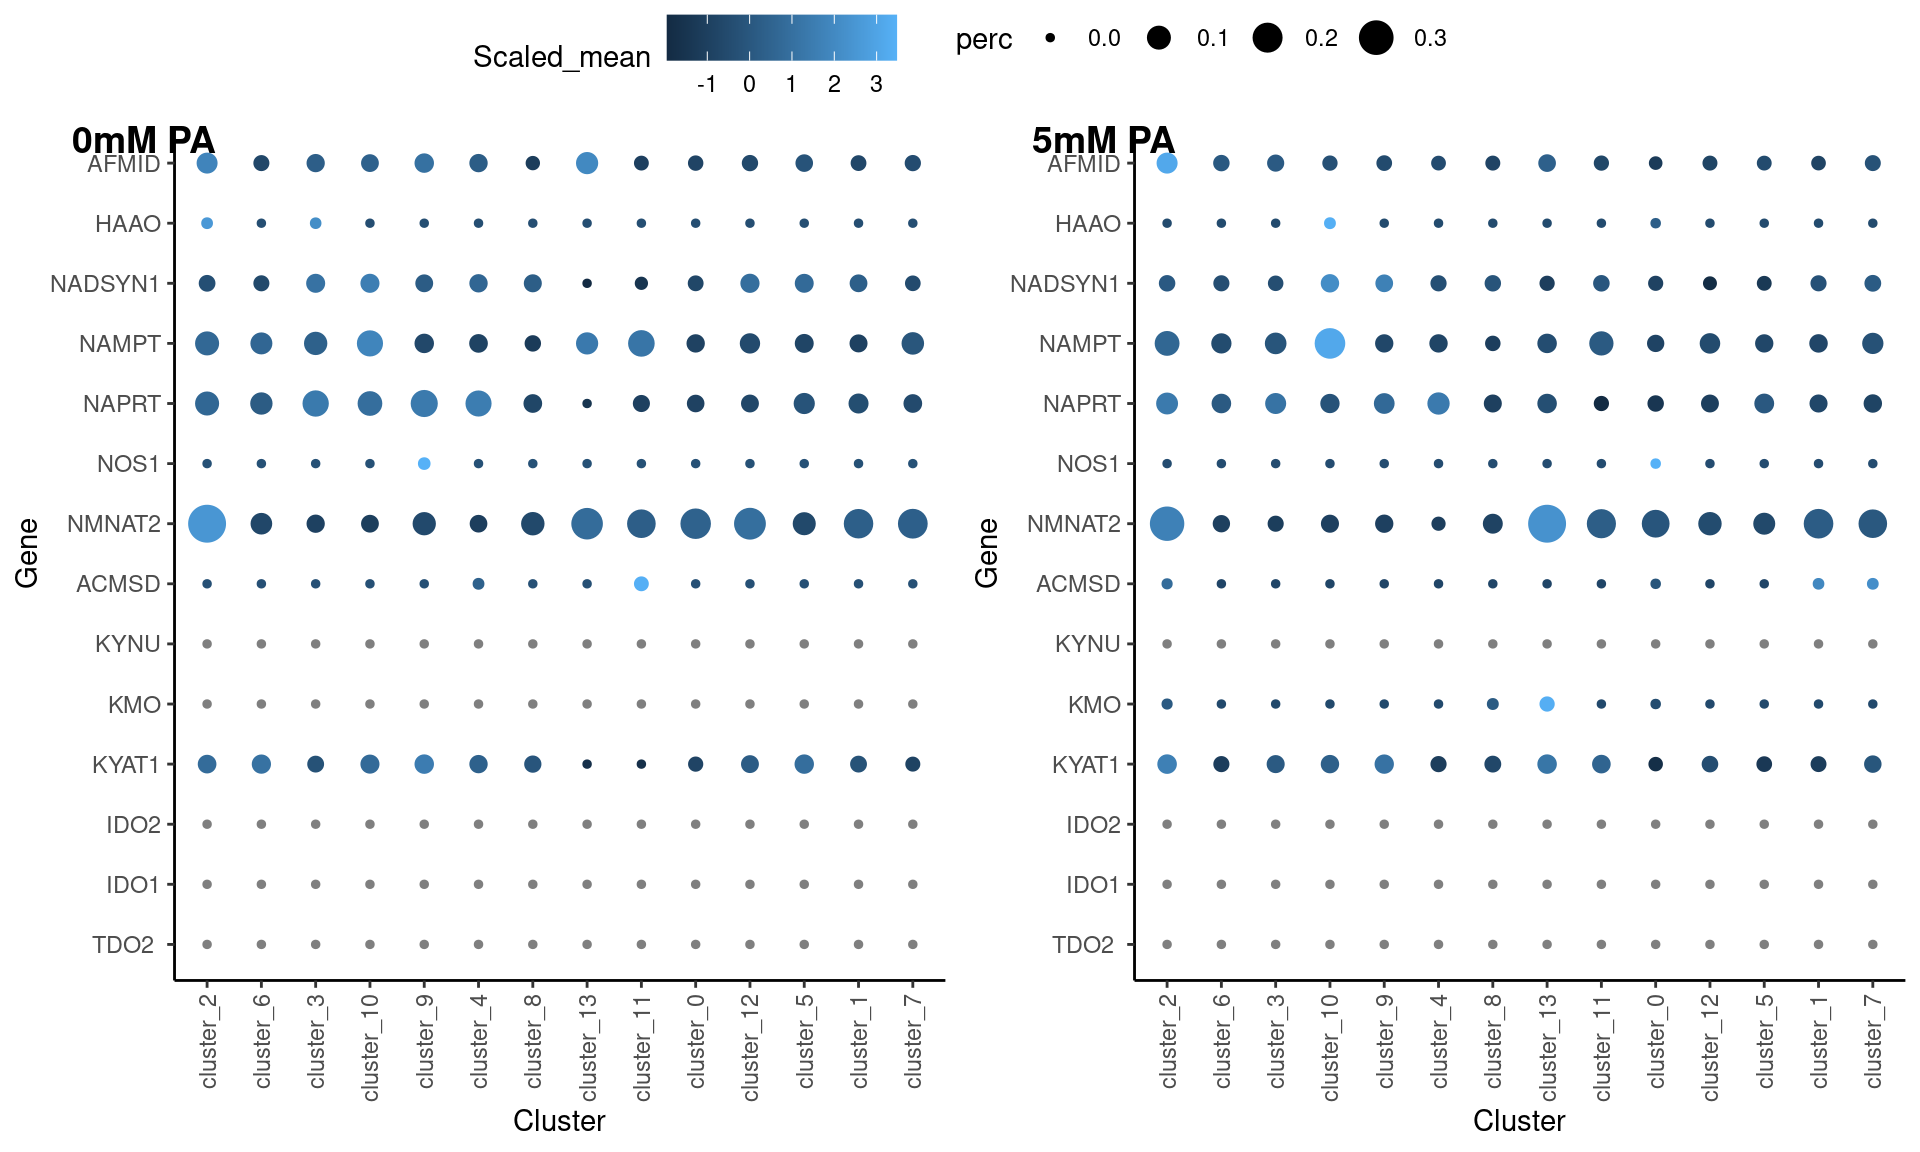 Scaled_mean
-1 0 1 2 3
perc 0.0 0.1 0.2 0.3
0mM PA
AFMID
HAAO
NADSYN1
NAMPT
NAPRT
NOS1
NMNAT2
ACMSD
KYNU
KMO
KYAT1
IDO2
IDO1
TDO2
Gene
cluster_2 cluster_6 cluster_3 cluster_10 cluster_9 cluster_4 cluster_8 cluster_13 cluster_11 cluster_0 cluster_12 cluster_5 cluster_1 cluster_7
Cluster
5mM PA
AFMID
HAAO
NADSYN1
NAMPT
NAPRT
NOS1
NMNAT2
ACMSD
KYNU
KMO
KYAT1
IDO2
IDO1
TDO2
Gene
cluster_2 cluster_6 cluster_3 cluster_10 cluster_9 cluster_4 cluster_8 cluster_13 cluster_11 cluster_0 cluster_12 cluster_5 cluster_1 cluster_7
Cluster